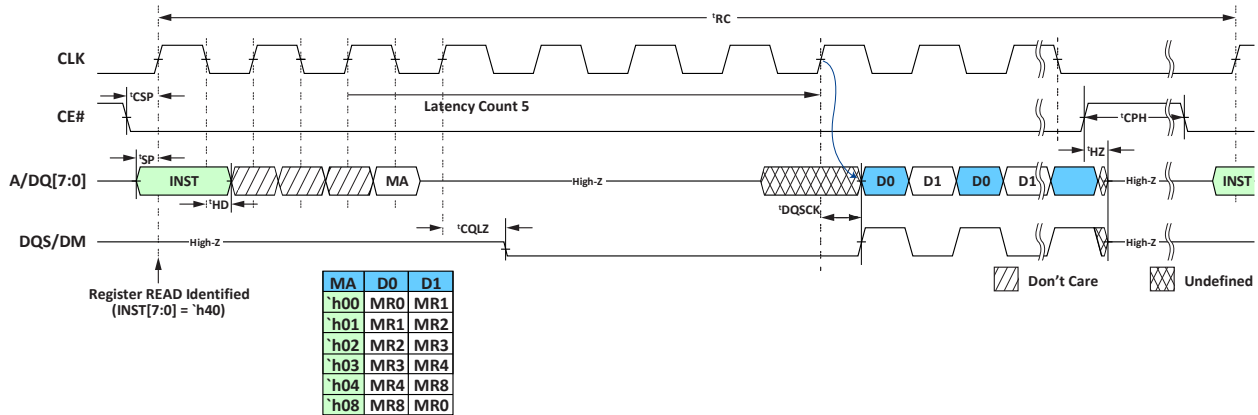 tRC
CLK
Latency Count 5
tCSP
CE#
tCPH
tSP
tHZ
A/DQ[7:0] INST MA High-Z D0 D1 D0 D1 High-Z INST
tHD
tDQSCK
tCQLZ
DQS/DM High-Z High-Z
Don't Care Undefined
Register READ Identified
(INST[7:0] = `h40)
MA D0 D1
`h00 MR0 MR1
`h01 MR1 MR2
`h02 MR2 MR3
`h03 MR3 MR4
`h04 MR4 MR8
`h08 MR8 MR0